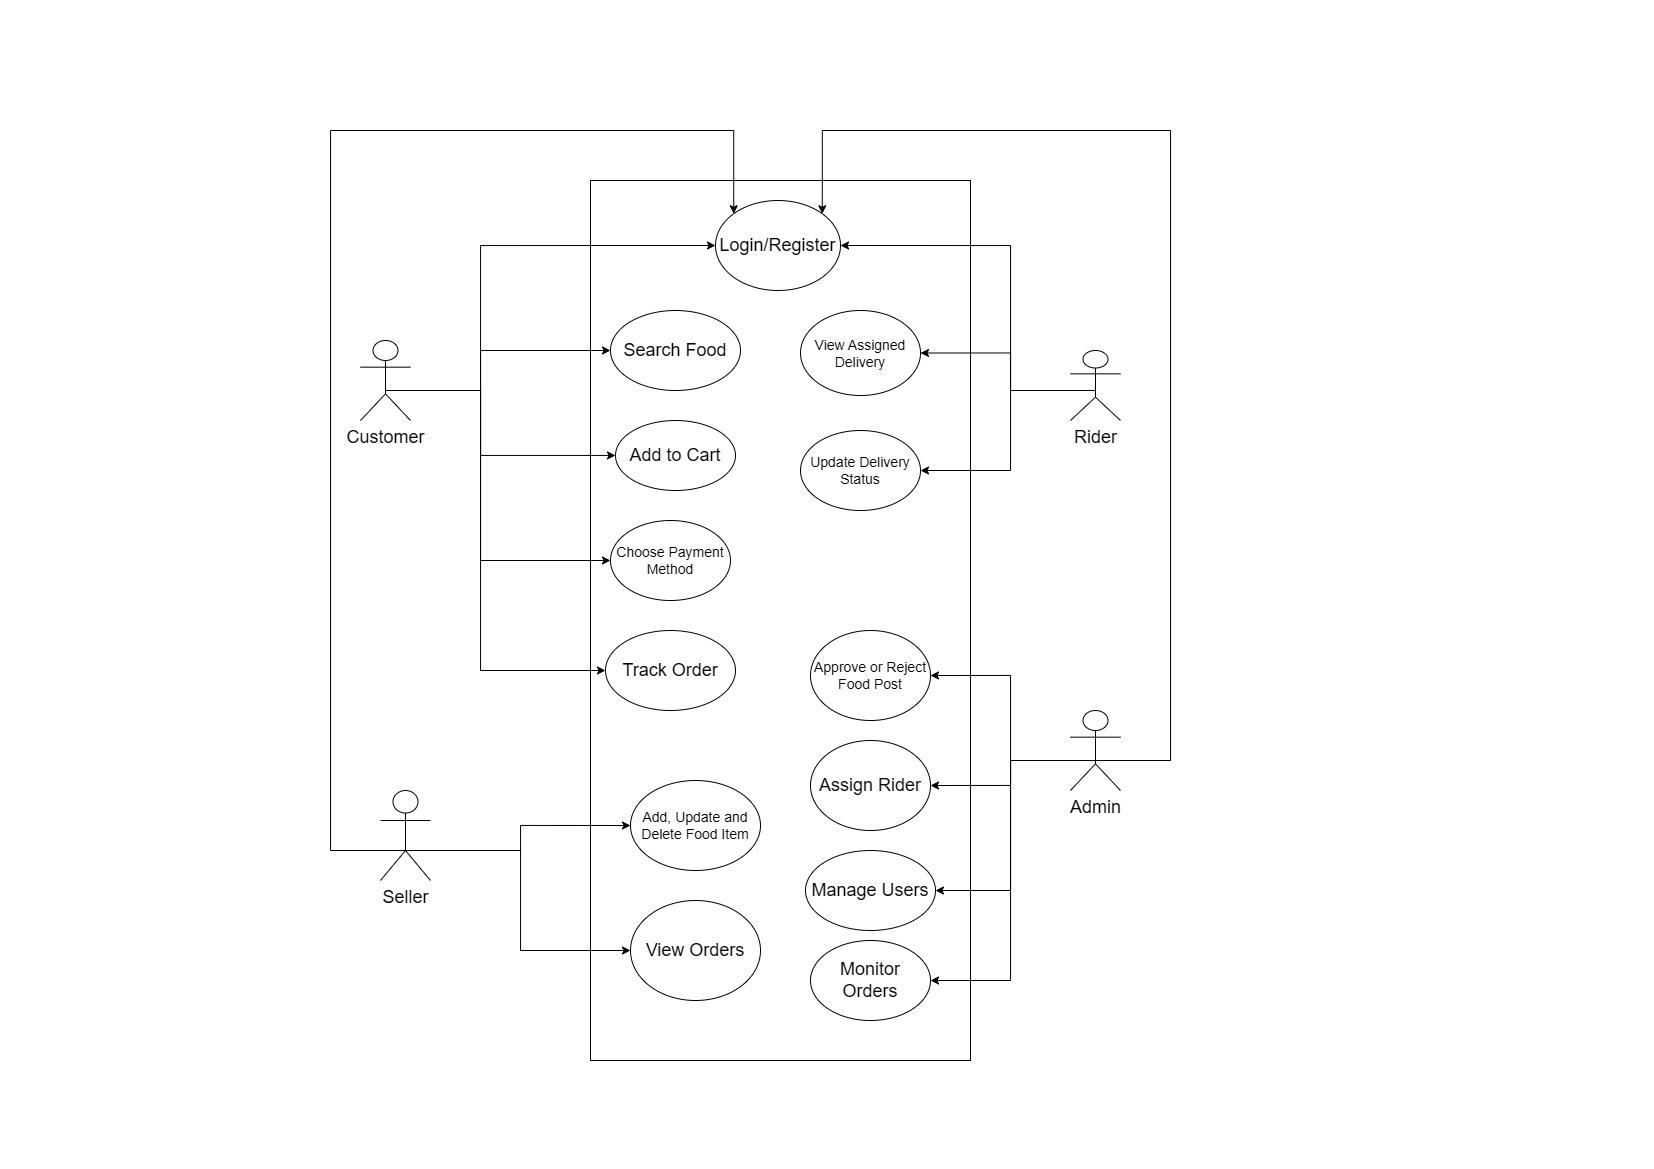 Login/Register
Search Food
View Assigned
Delivery
Customer
Rider
Add to Cart
Update Delivery
Status
Choose Payment
Method
Track Order
Approve or Reject
Food Post
Assign Rider
Admin
Add, Update and
Delete Food Item
Seller
Manage Users
View Orders
Monitor
Orders